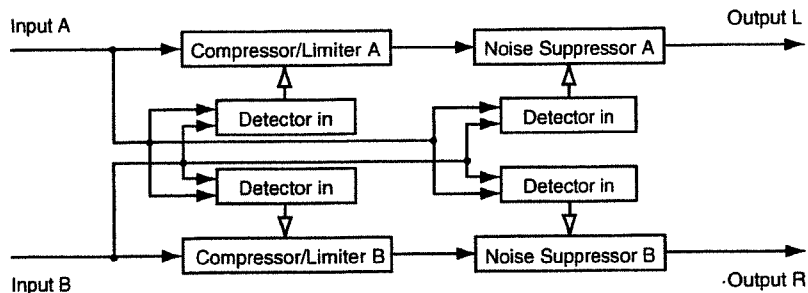 Input A
Output L
Compressor/Limiter A
Noise Suppressor A
Detector in
Detector in
Detector in
Detector in
Compressor/Limiter B
Noise Suppressor B
Input B
Output R